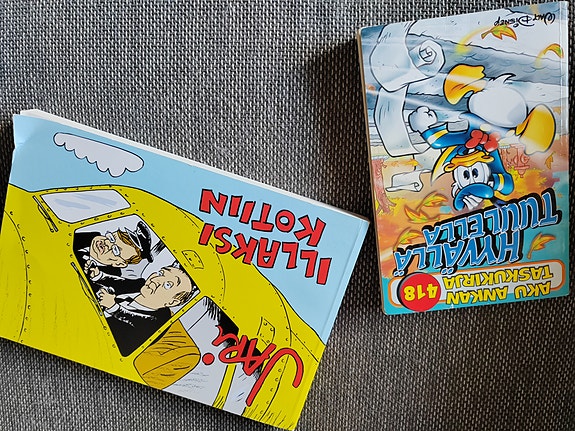 JARI
ILLAKSI
KOTIIN
AKU ANKAN
TASKUKIRJA
418
HYVÄLLÄ
TUULELLA
WALT DISNEY